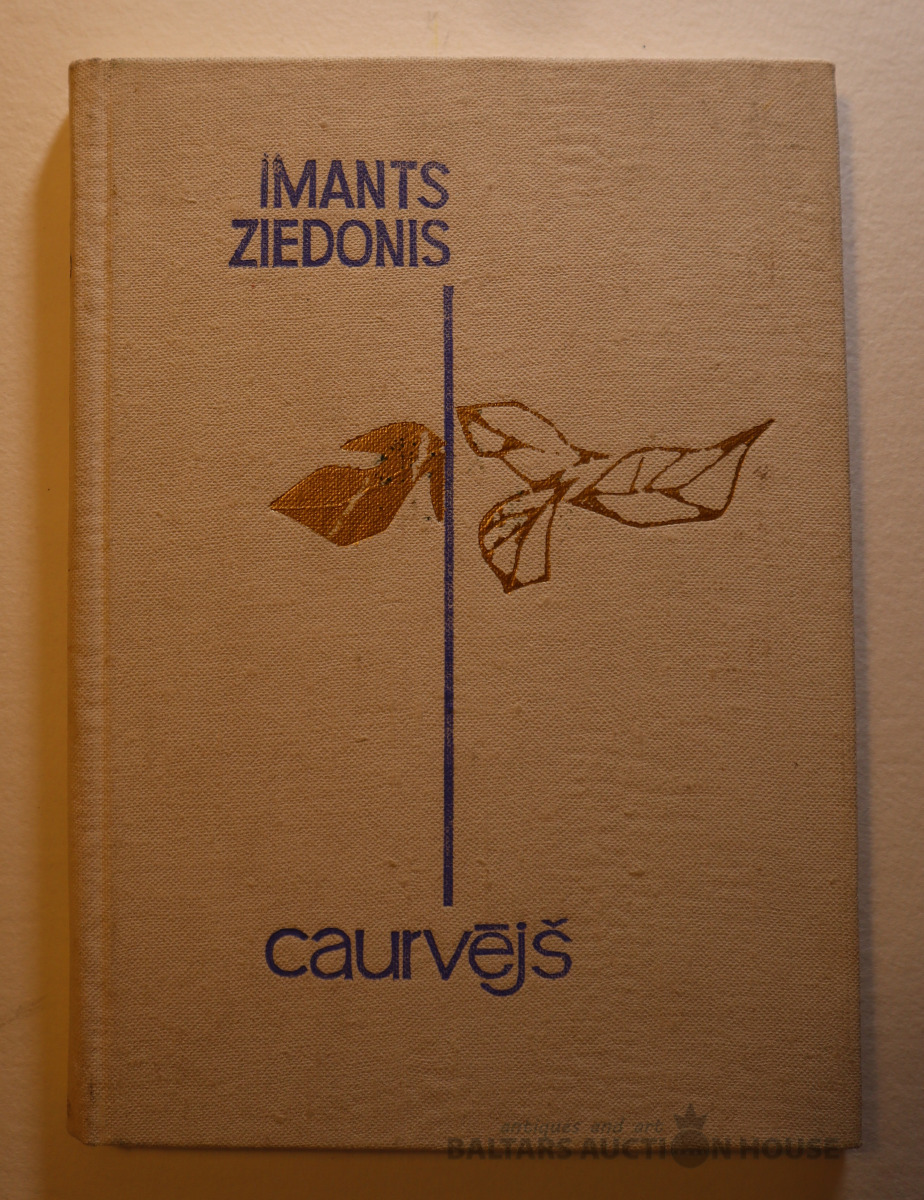 IMANTS
ZIEDONIS
caurvējš
antiques and art
BALTARS AUCTION HOUSE